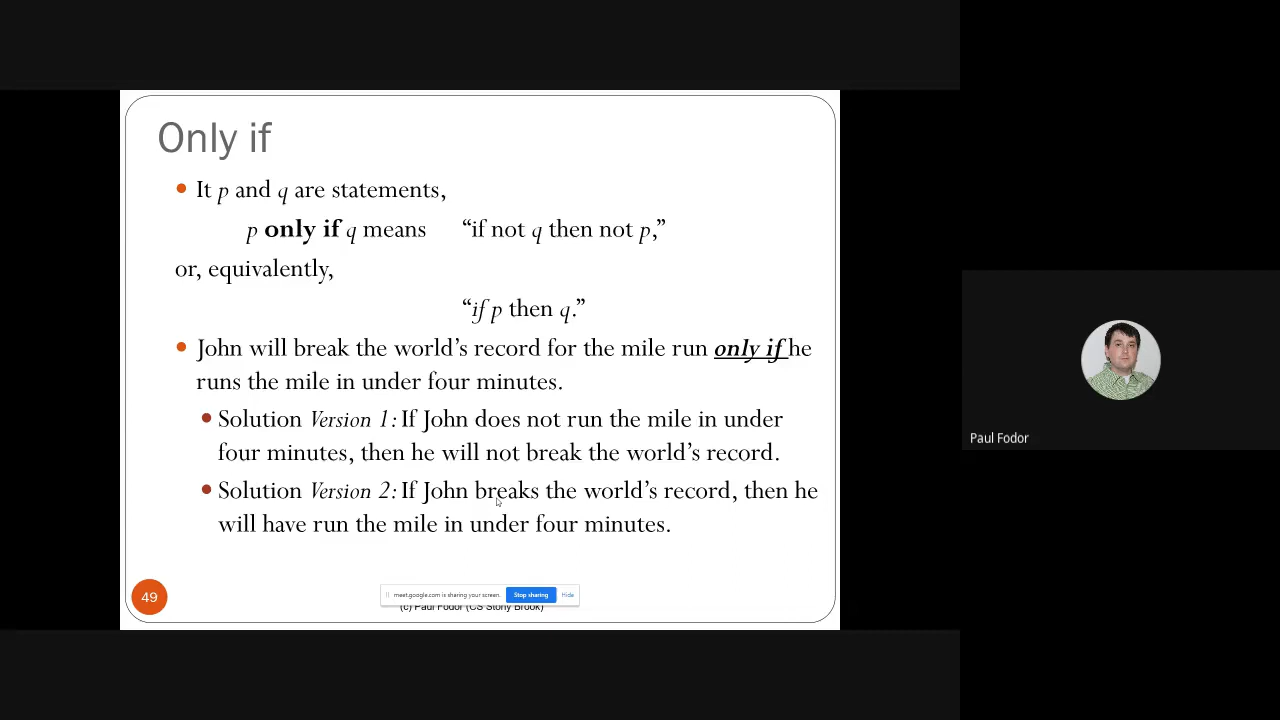 Only if
• It p and q are statements,
p only if q means “if not q then not p,”
or, equivalently,
“if p then q.”
• John will break the world’s record for the mile run only if he
runs the mile in under four minutes.
• Solution Version 1: If John does not run the mile in under
four minutes, then he will not break the world’s record.
• Solution Version 2: If John breaks the world’s record, then he
will have run the mile in under four minutes.
49
meet.google.com is sharing your screen. Stop sharing Hide
(c) Paul Fodor (CS Stony Brook)
Paul Fodor